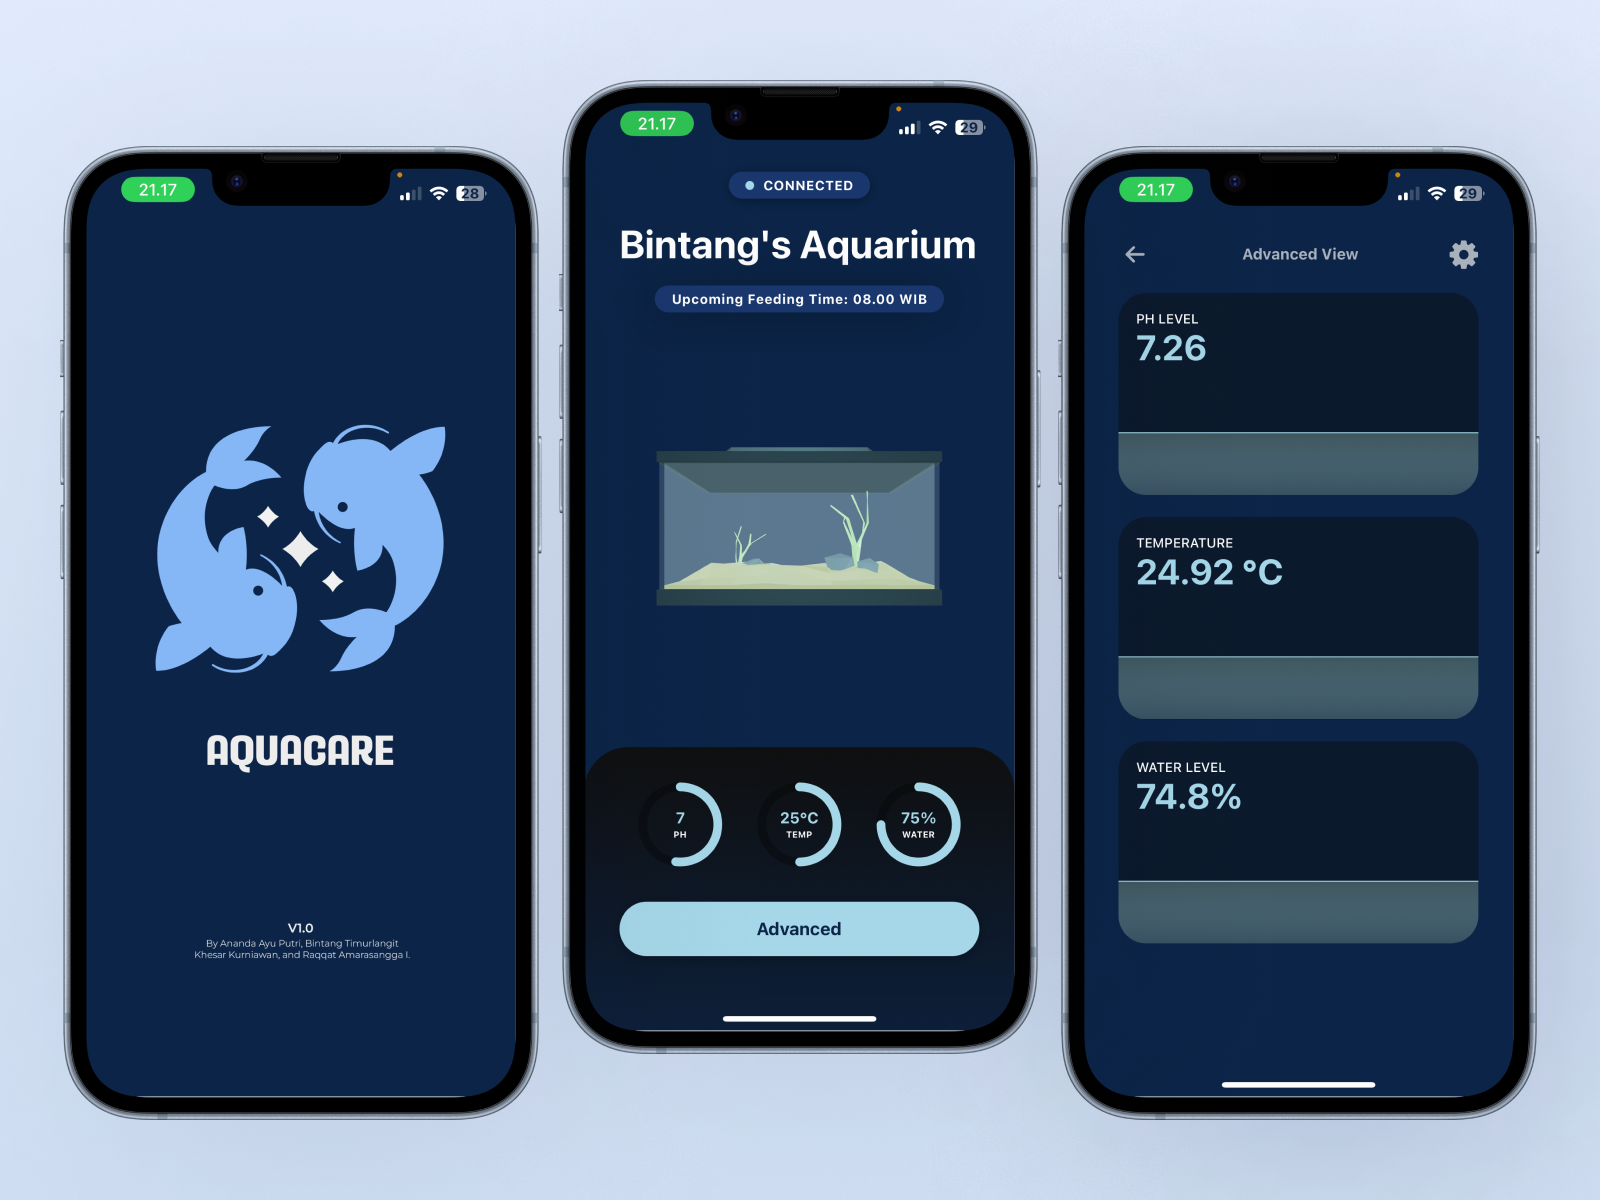 21.17
28
AQUACARE
V1.0
By Ananda Ayu Putri, Bintang Timurlangit
Khesar Kurniawan, and Raqqat Amarasangga I.
21.17
29
CONNECTED
Bintang's Aquarium
Upcoming Feeding Time: 08.00 WIB
7
PH
25°C
TEMP
75%
WATER
Advanced
21.17
29
Advanced View
PH LEVEL
7.26
TEMPERATURE
24.92 °C
WATER LEVEL
74.8%